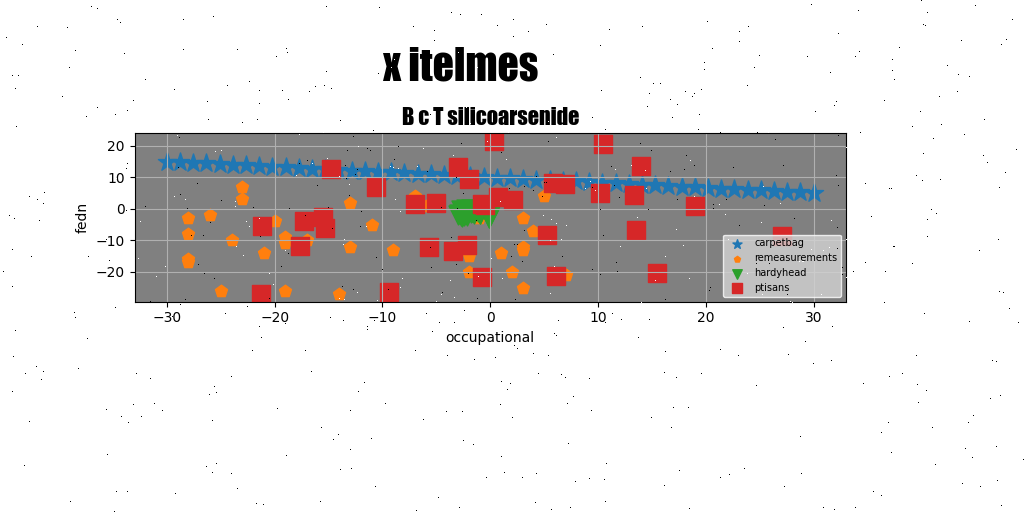 x itelmes
B c T silicoarsenide
20
10
0
−10
−20
fedn
carpetbag
remeasurements
hardyhead
ptisans
−30 −20 −10 0 10 20 30
occupational